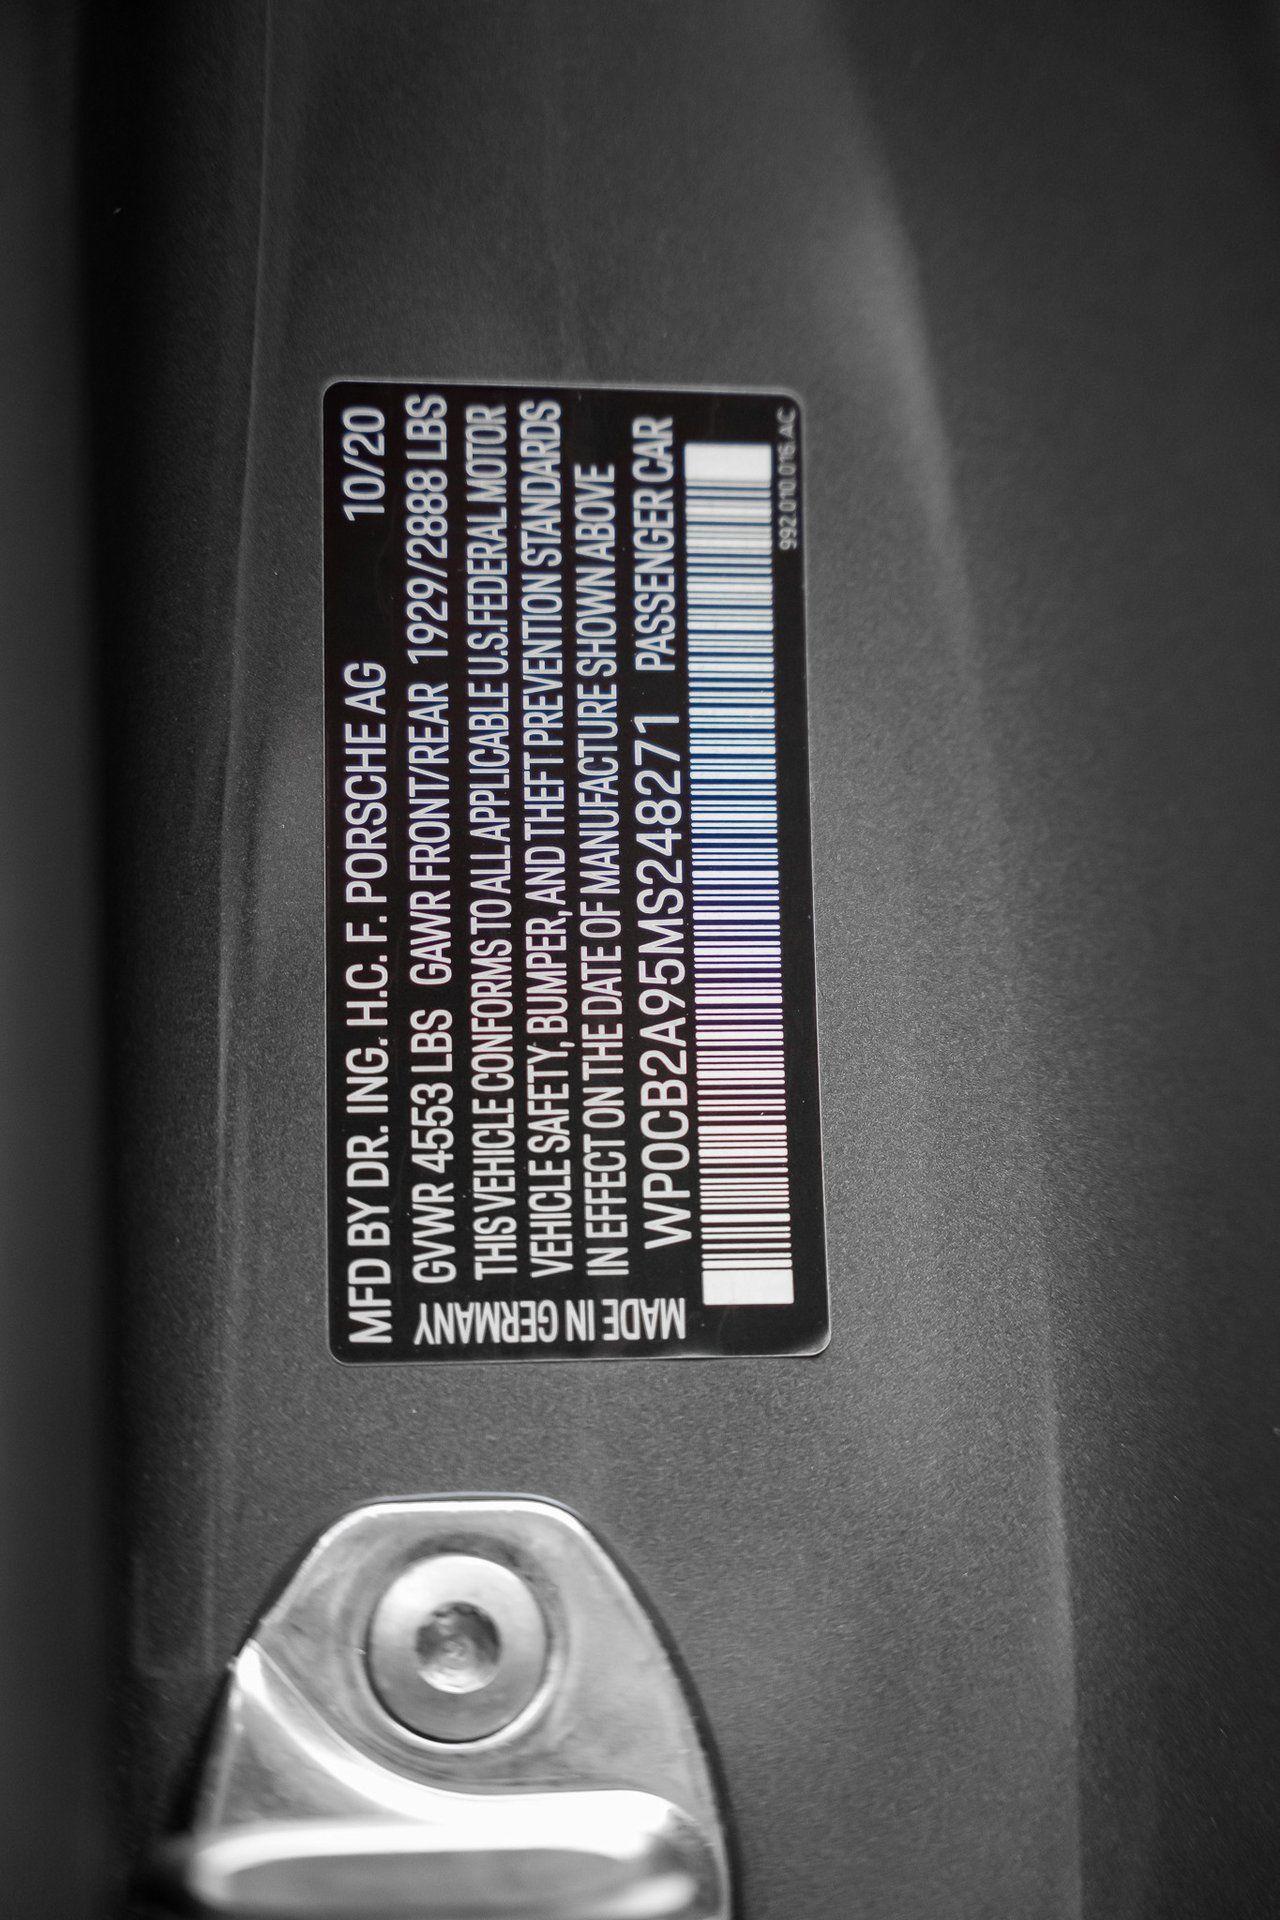 MFD BY DR. ING. H.C. F. PORSCHE AG 10/20
GVWR 4553 LBS GAWR FRONT/REAR 1929/2888 LBS
THIS VEHICLE CONFORMS TO ALL APPLICABLE U.S. FEDERAL MOTOR
VEHICLE SAFETY, BUMPER, AND THEFT PREVENTION STANDARDS
IN EFFECT ON THE DATE OF MANUFACTURE SHOWN ABOVE
WP0CB2A95MS248271 PASSENGER CAR
MADE IN GERMANY
992.010.016.AC